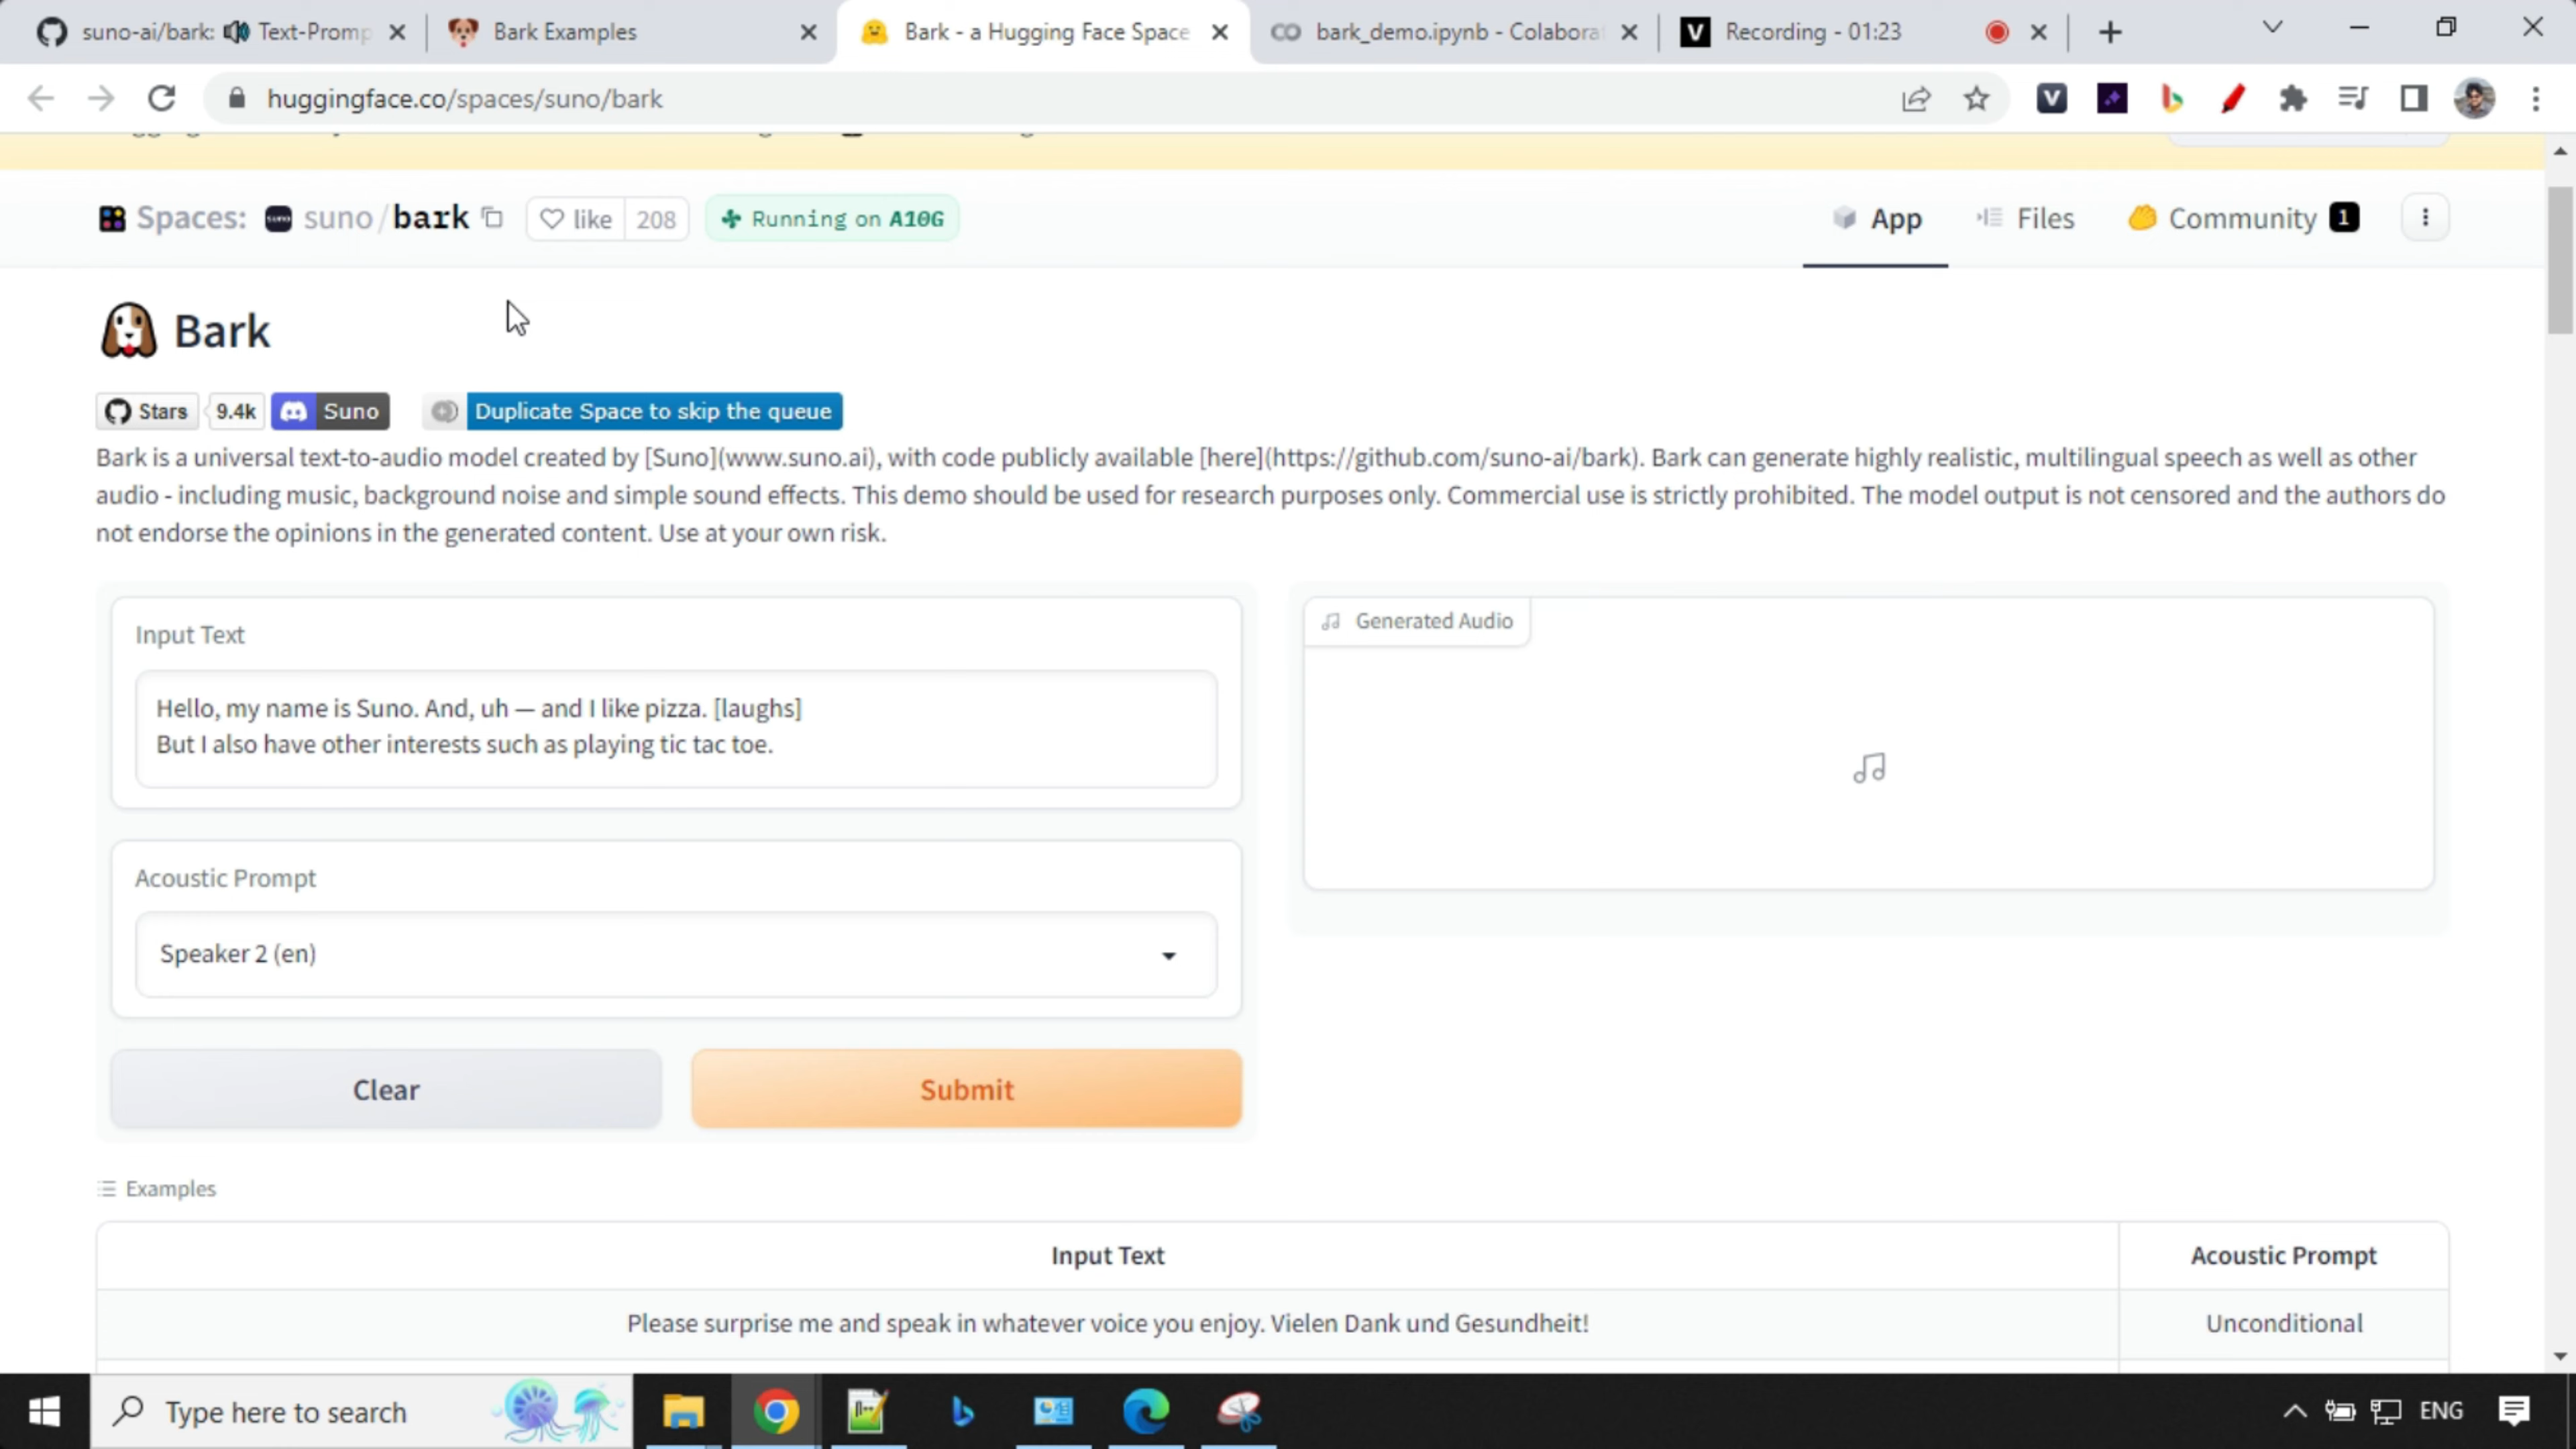 suno-ai/bark: 🔊 Text-Promp
Bark Examples
Bark - a Hugging Face Space
bark_demo.ipynb - Colabora
V Recording - 01:23
huggingface.co/spaces/suno/bark
Spaces: suno/bark like 208 Running on A10G App Files Community 1
Bark
Stars 9.4k Suno Duplicate Space to skip the queue
Bark is a universal text-to-audio model created by [Suno](www.suno.ai), with code publicly available [here](https://github.com/suno-ai/bark). Bark can generate highly realistic, multilingual speech as well as other
audio - including music, background noise and simple sound effects. This demo should be used for research purposes only. Commercial use is strictly prohibited. The model output is not censored and the authors do
not endorse the opinions in the generated content. Use at your own risk.
Input Text
Hello, my name is Suno. And, uh — and I like pizza. [laughs]
But I also have other interests such as playing tic tac toe.
Generated Audio
Acoustic Prompt
Speaker 2 (en)
Clear
Submit
Examples
Input Text Acoustic Prompt
Please surprise me and speak in whatever voice you enjoy. Vielen Dank und Gesundheit! Unconditional
Type here to search
ENG